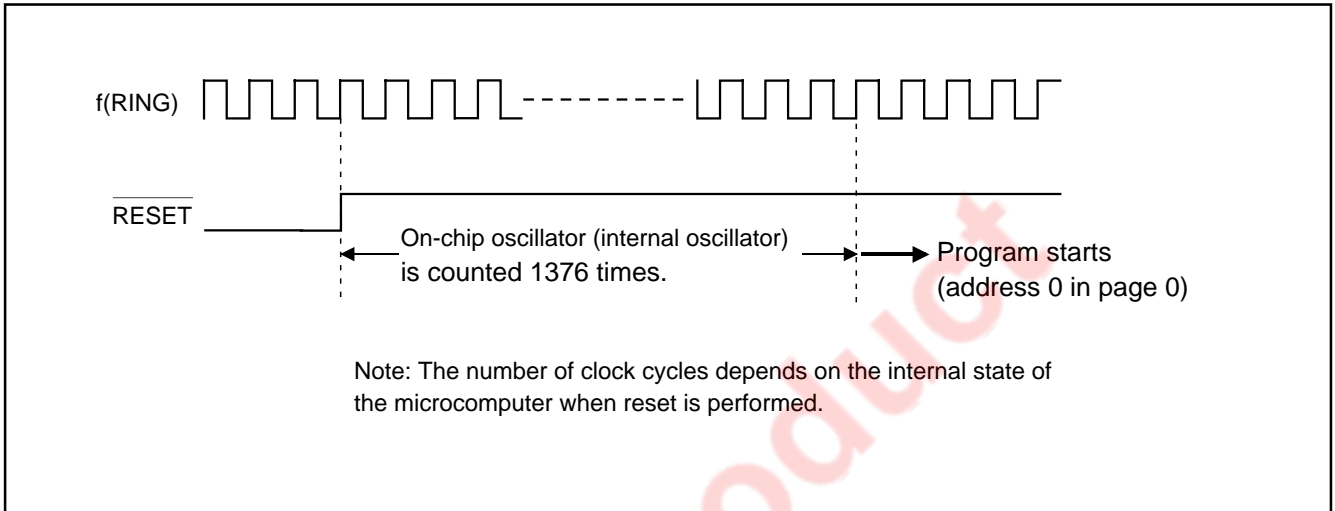 f(RING)
RESET
On-chip oscillator (internal oscillator)
is counted 1376 times.
Program starts
(address 0 in page 0)
Note: The number of clock cycles depends on the internal state of
the microcomputer when reset is performed.
oduct